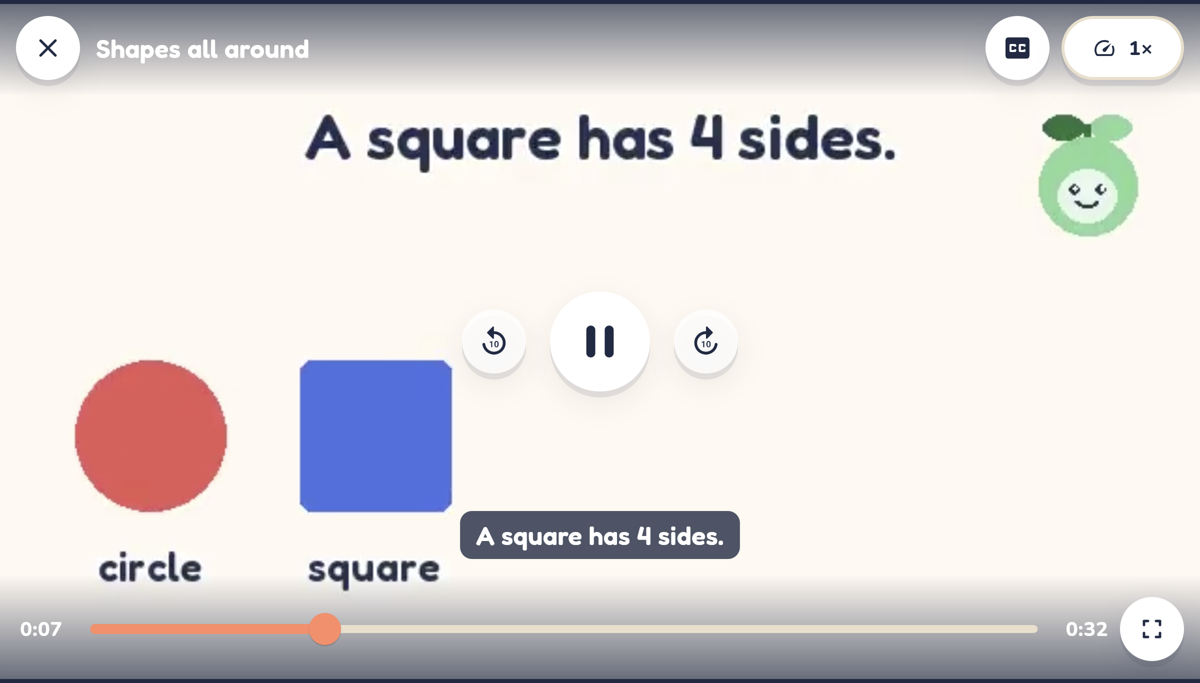 Shapes all around
CC
1×
A square has 4 sides.
10
10
A square has 4 sides.
circle
square
0:07
0:32